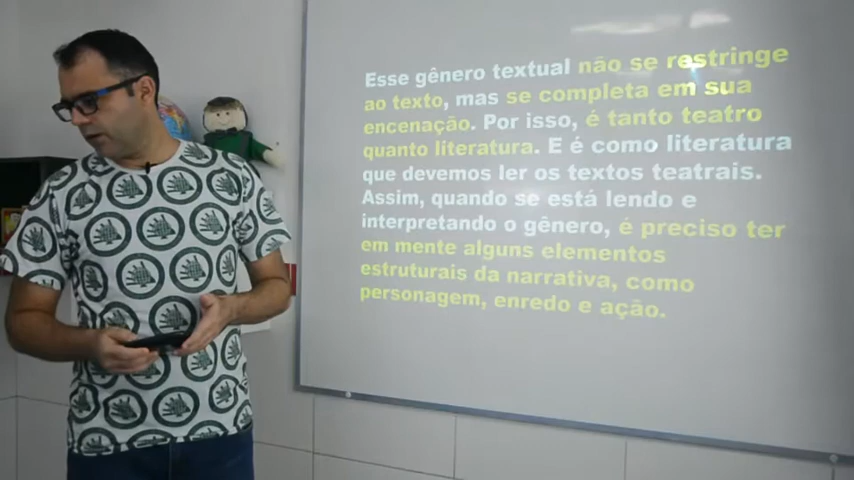 Esse gênero textual não se restringe
ao texto, mas se completa em sua
encenação. Por isso, é tanto teatro
quanto literatura. E é como literatura
que devemos ler os textos teatrais.
Assim, quando se está lendo e
interpretando o gênero, é preciso ter
em mente alguns elementos
estruturais da narrativa, como
personagem, enredo e ação.